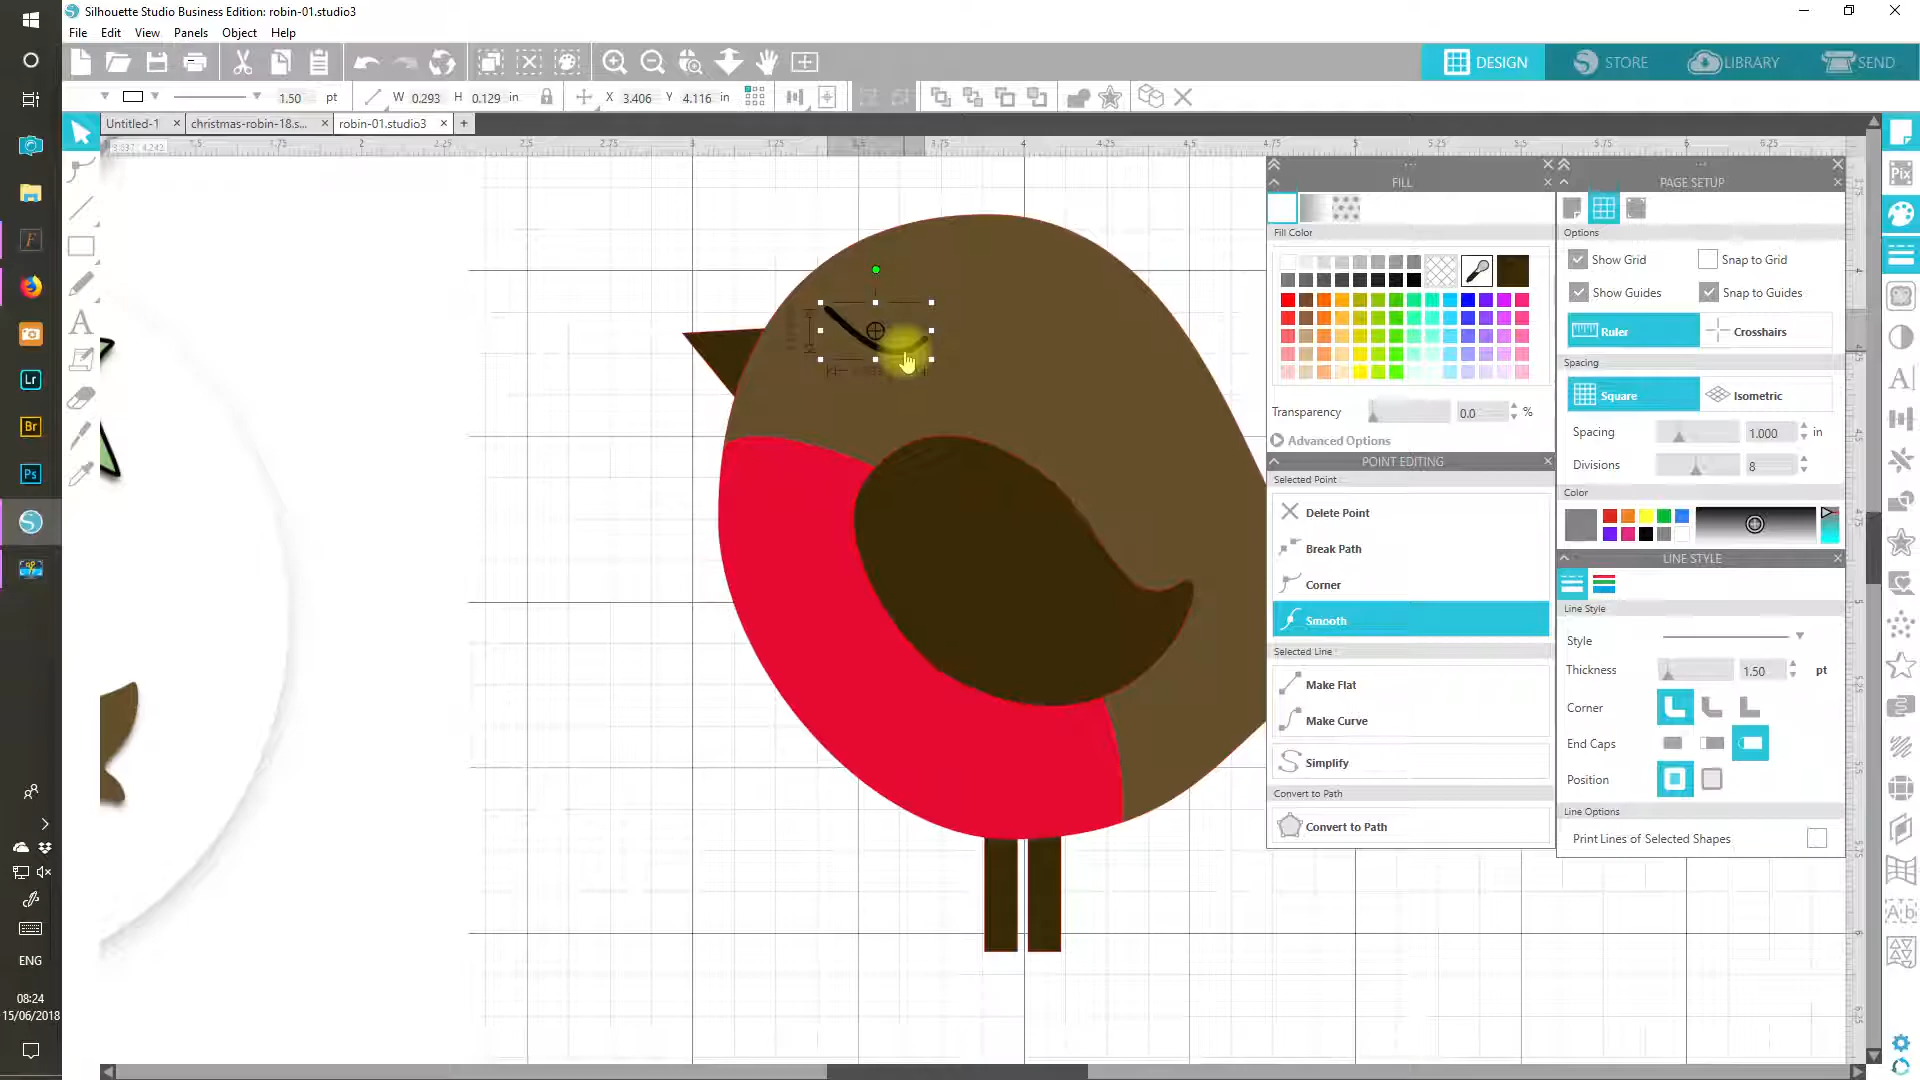 Silhouette Studio Business Edition: robin-01.studio3
File Edit View Panels Object Help
DESIGN STORE LIBRARY SEND
1.50 pt W 0.293 H 0.129 in X 3.406 Y 4.116 in
Untitled-1 christmas-robin-18.s... robin-01.studio3
FILL
Fill Color
Transparency 0.0 %
Advanced Options
POINT EDITING
Selected Point
Delete Point
Break Path
Corner
Smooth
Selected Line
Make Flat
Make Curve
Simplify
Convert to Path
Convert to Path
PAGE SETUP
Options
Show Grid Snap to Grid
Show Guides Snap to Guides
Ruler Crosshairs
Spacing
Square Isometric
Spacing 1.000 in
Divisions 8
Color
LINE STYLE
Line Style
Style
Thickness 1.50 pt
Corner
End Caps
Position
Line Options
Print Lines of Selected Shapes
Pix
Lr
Br
Ps
ENG
08:24
15/06/2018